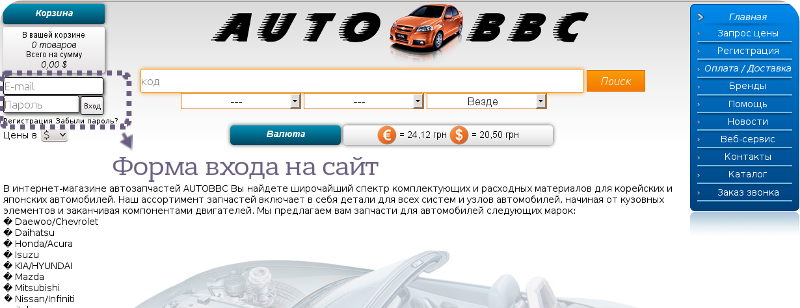 Корзина
В вашей корзине
0 товаров
Всего на сумму
0,00 $
E-mail
Пароль
Вход
Регистрация Забыли пароль?
Цены в $
AUTO BBC
код
Поиск
---
---
Везде
Валюта
€ = 24,12 грн $ = 20,50 грн
Форма входа на сайт
Главная
Запрос цены
Регистрация
Оплата / Доставка
Бренды
Помощь
Новости
Веб-сервис
Контакты
Каталог
Заказ звонка
В интернет-магазине автозапчастей AUTOBBC Вы найдете широчайший спектр комплектующих и расходных материалов для корейских и
японских автомобилей. Наш ассортимент запчастей включает в себя детали для всех систем и узлов автомобилей, начиная от кузовных
элементов и заканчивая компонентами двигателей. Мы предлагаем вам запчасти для автомобилей следующих марок:
� Daewoo/Chevrolet
� Daihatsu
� Honda/Acura
� Isuzu
� KIA/HYUNDAI
� Mazda
� Mitsubishi
� Nissan/Infiniti